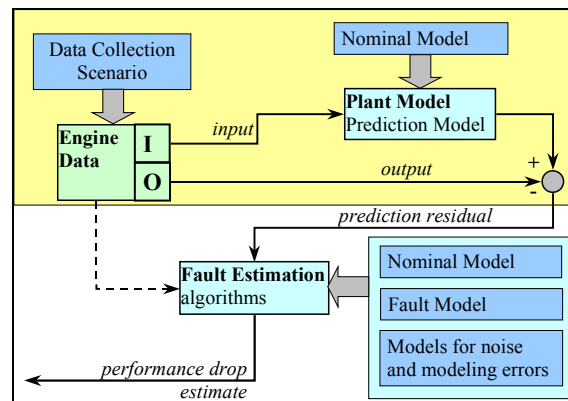 Data Collection
Scenario
Nominal Model
Plant Model
Prediction Model
Engine
Data
I
O
input
output
+
-
prediction residual
Fault Estimation
algorithms
Nominal Model
Fault Model
Models for noise
and modeling errors
performance drop
estimate